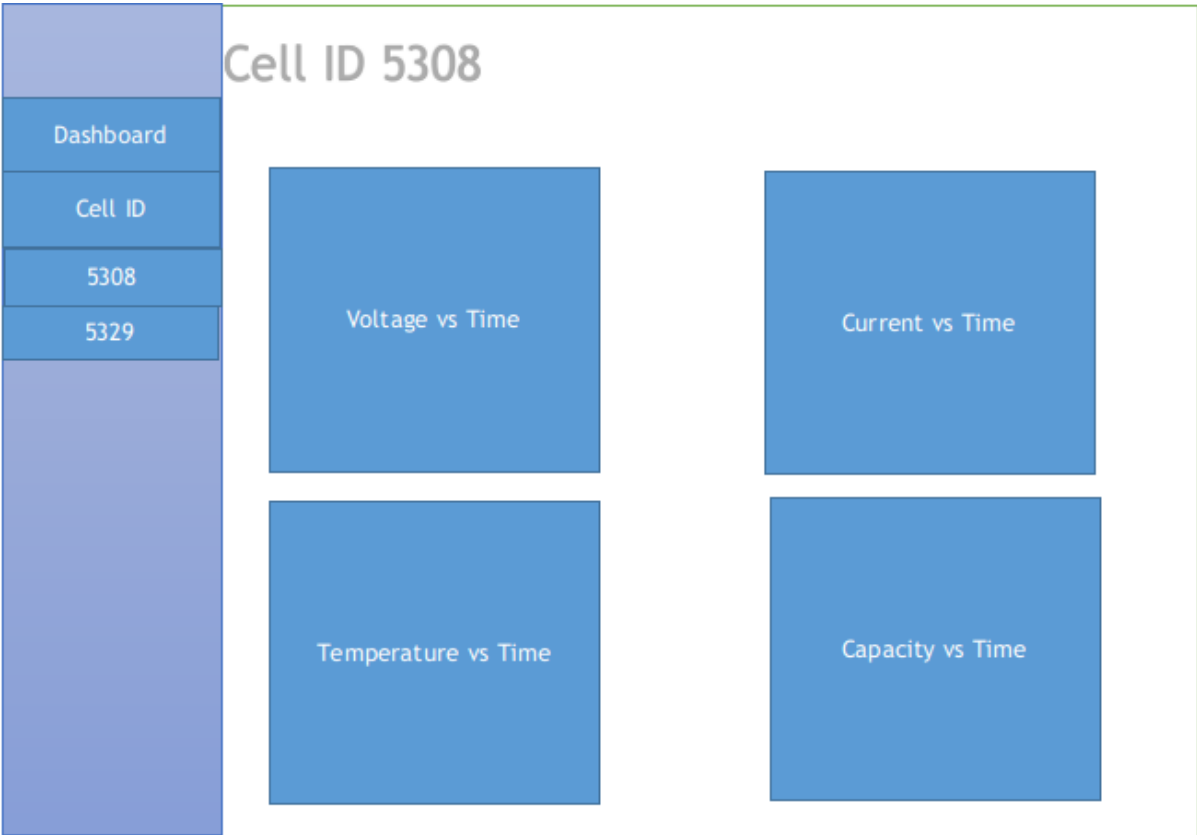 Cell ID 5308
Dashboard
Cell ID
5308
5329
Voltage vs Time
Current vs Time
Temperature vs Time
Capacity vs Time